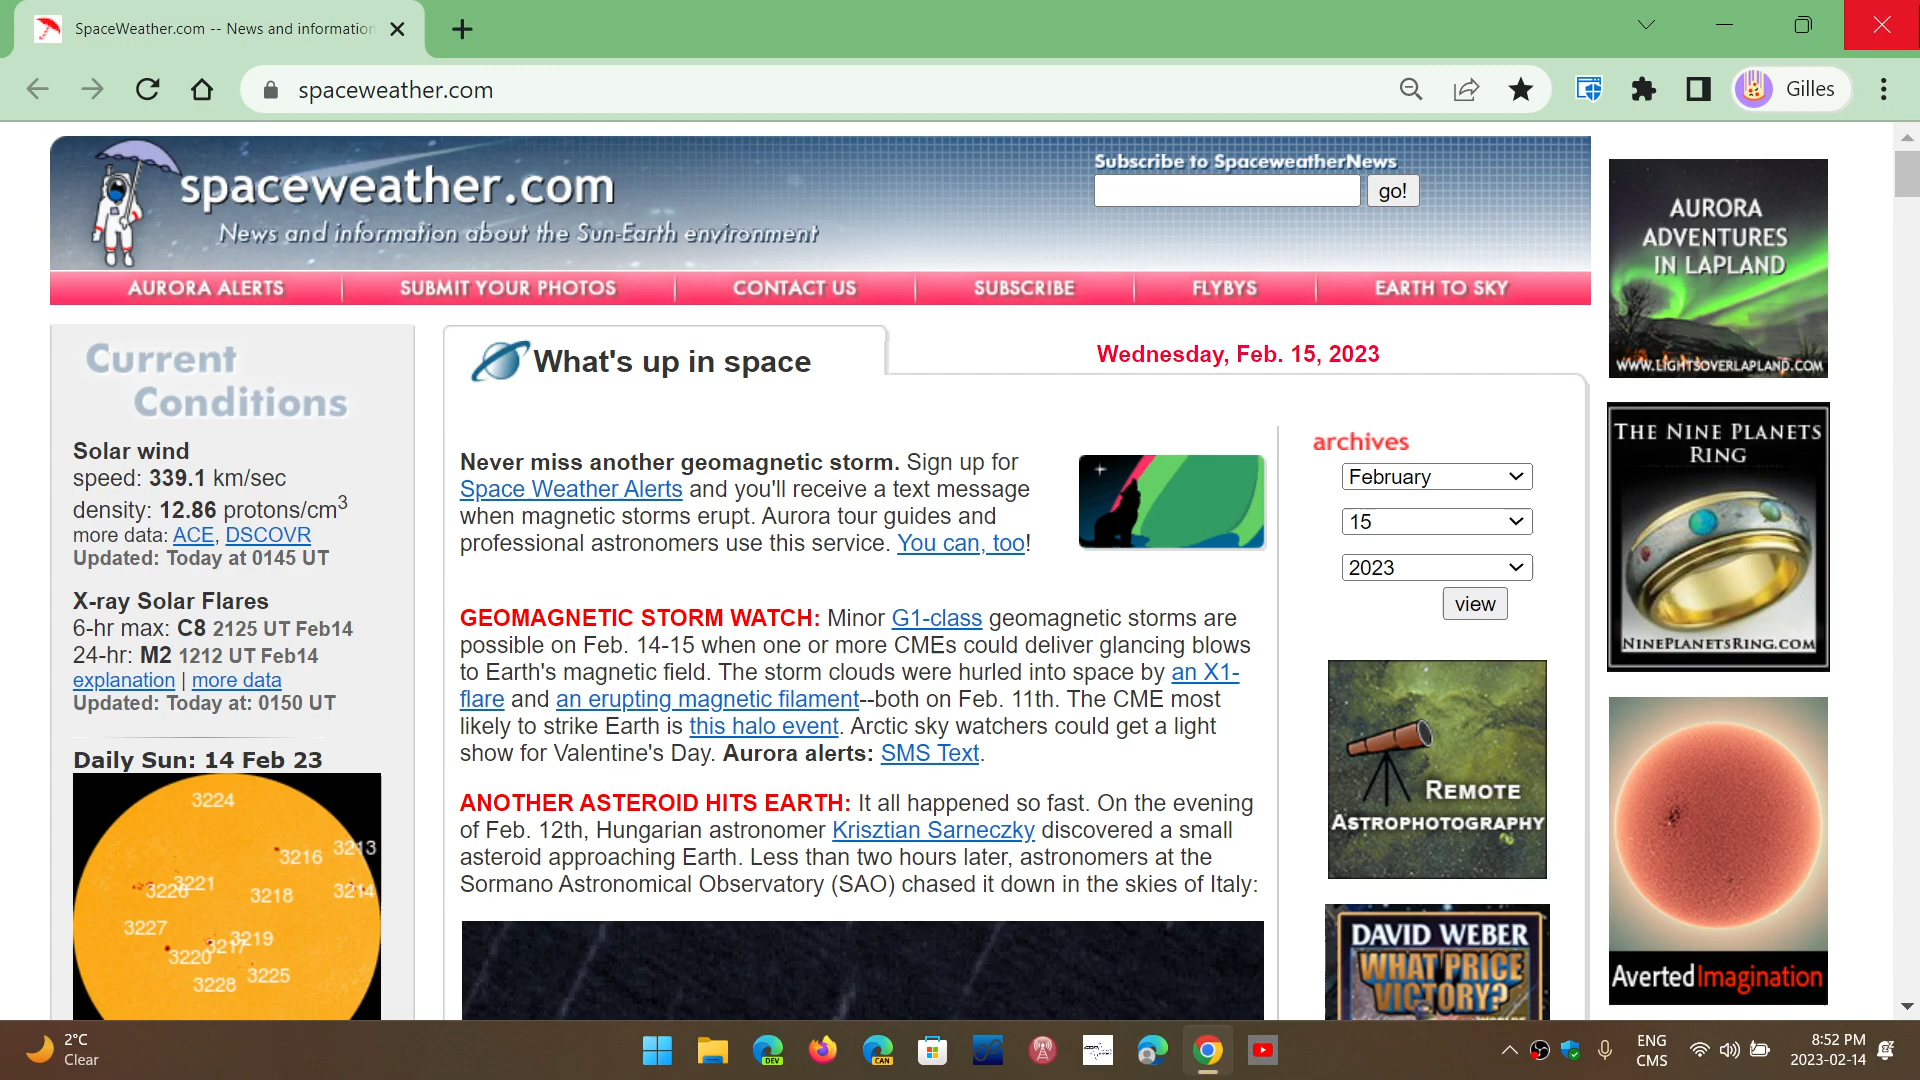 SpaceWeather.com -- News and information
spaceweather.com
Gilles
spaceweather.com
News and information about the Sun-Earth environment
Subscribe to SpaceweatherNews
go!
AURORA ALERTS
SUBMIT YOUR PHOTOS
CONTACT US
SUBSCRIBE
FLYBYS
EARTH TO SKY
Current
Conditions
Solar wind
speed: 339.1 km/sec
density: 12.86 protons/cm3
more data: ACE, DSCOVR
Updated: Today at 0145 UT
X-ray Solar Flares
6-hr max: C8 2125 UT Feb14
24-hr: M2 1212 UT Feb14
explanation | more data
Updated: Today at: 0150 UT
Daily Sun: 14 Feb 23
3224
3216
3213
3221
3226
3218
3214
3227
3219
3217
3220
3225
3228
What's up in space
Wednesday, Feb. 15, 2023
Never miss another geomagnetic storm. Sign up for
Space Weather Alerts and you'll receive a text message
when magnetic storms erupt. Aurora tour guides and
professional astronomers use this service. You can, too!
GEOMAGNETIC STORM WATCH: Minor G1-class geomagnetic storms are
possible on Feb. 14-15 when one or more CMEs could deliver glancing blows
to Earth's magnetic field. The storm clouds were hurled into space by an X1-
flare and an erupting magnetic filament--both on Feb. 11th. The CME most
likely to strike Earth is this halo event. Arctic sky watchers could get a light
show for Valentine's Day. Aurora alerts: SMS Text.
ANOTHER ASTEROID HITS EARTH: It all happened so fast. On the evening
of Feb. 12th, Hungarian astronomer Krisztian Sarneczky discovered a small
asteroid approaching Earth. Less than two hours later, astronomers at the
Sormano Astronomical Observatory (SAO) chased it down in the skies of Italy:
archives
February
15
2023
view
REMOTE
ASTROPHOTOGRAPHY
DAVID WEBER
WHAT PRICE
VICTORY?
AURORA
ADVENTURES
IN LAPLAND
WWW.LIGHTSOVERLAPLAND.COM
THE NINE PLANETS
RING
NINEPLANETSRING.COM
AvertedImagination
2°C
Clear
DEV
CAN
ENG
CMS
8:52 PM
2023-02-14